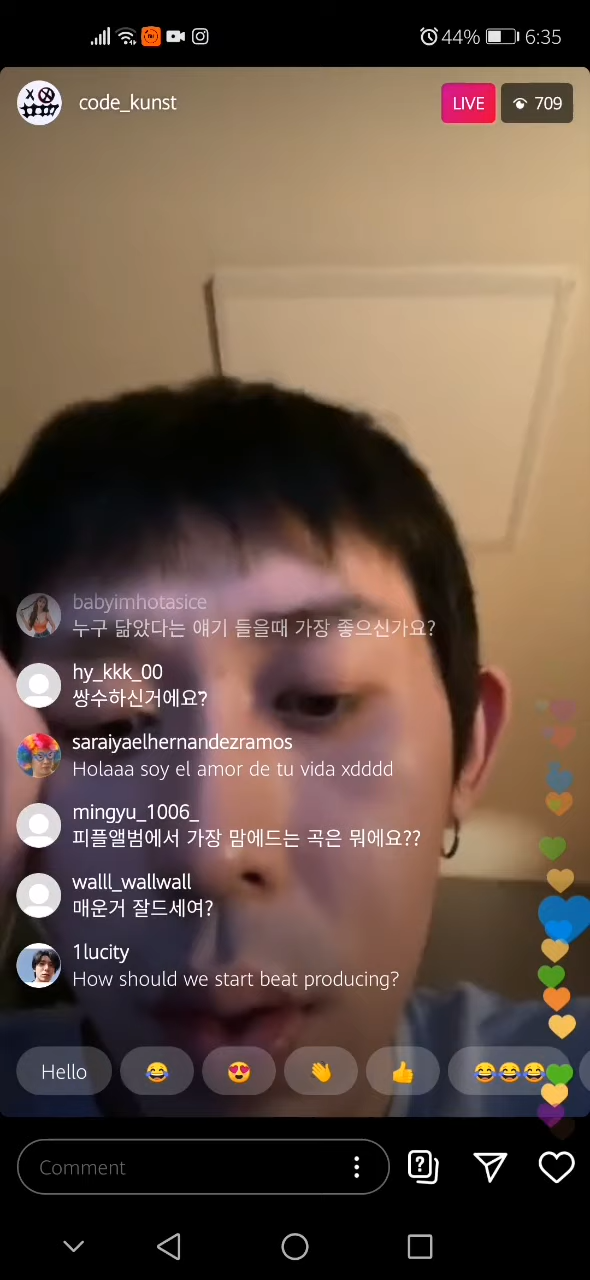 44% 6:35
code_kunst LIVE 709
babyimhotasice
누구 닮았다는 얘기 들을때 가장 좋으신가요?
hy_kkk_00
쌍수하신거에요?
saraiyaelhernandezramos
Holaaa soy el amor de tu vida xdddd
mingyu_1006_
피플앨범에서 가장 맘에드는 곡은 뭐에요??
walll_wallwall
매운거 잘드세여?
1lucity
How should we start beat producing?
Hello 😂 😍 👋 👍 😂😂😂
Comment